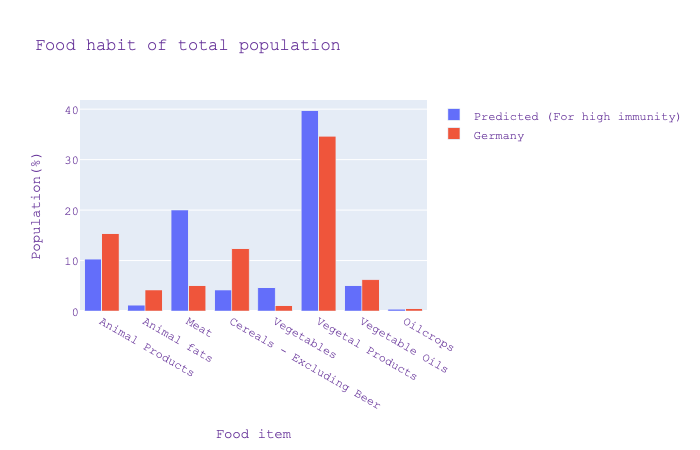 Food habit of total population
Predicted (For high immunity)
Germany
Population(%)
40
30
20
10
0
Animal Products
Animal fats
Meat
Cereals - Excluding Beer
Vegetables
Vegetal Products
Vegetable Oils
Oilcrops
Food item